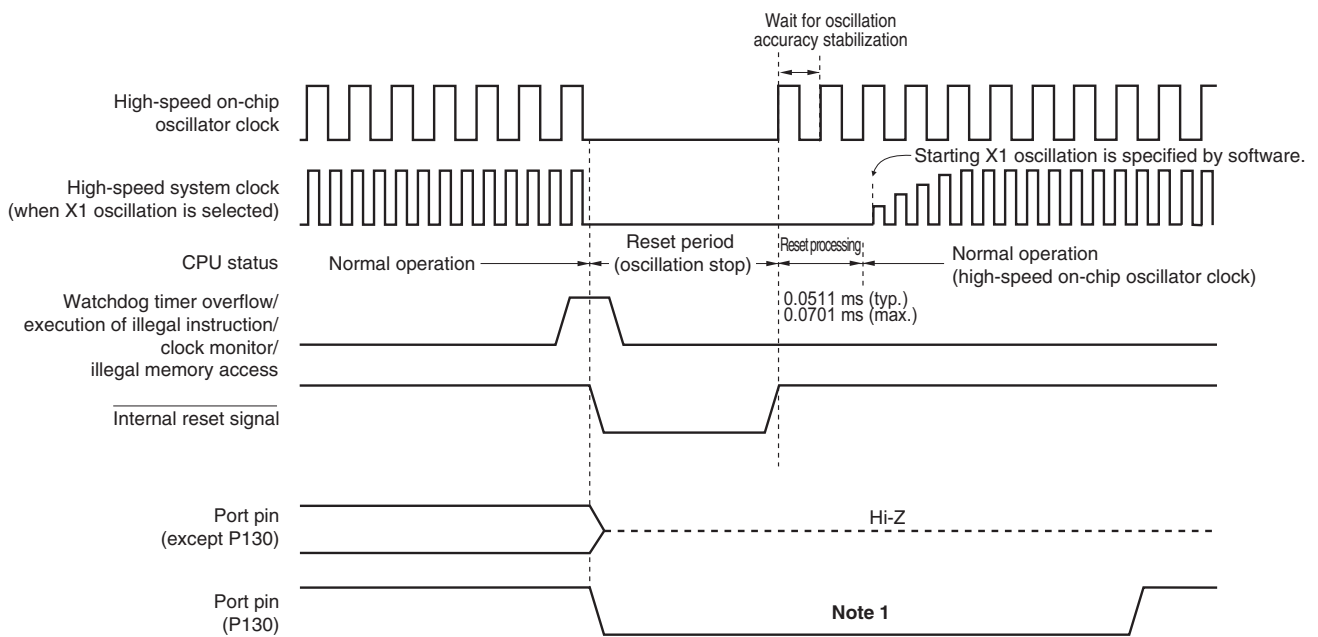 Wait for oscillation
accuracy stabilization
High-speed on-chip
oscillator clock
Starting X1 oscillation is specified by software.
High-speed system clock
(when X1 oscillation is selected)
CPU status
Normal operation
Reset period
(oscillation stop)
Reset processing
Normal operation
(high-speed on-chip oscillator clock)
0.0511 ms (typ.)
0.0701 ms (max.)
Watchdog timer overflow/
execution of illegal instruction/
clock monitor/
illegal memory access
Internal reset signal
Port pin
(except P130)
Hi-Z
Port pin
(P130)
Note 1